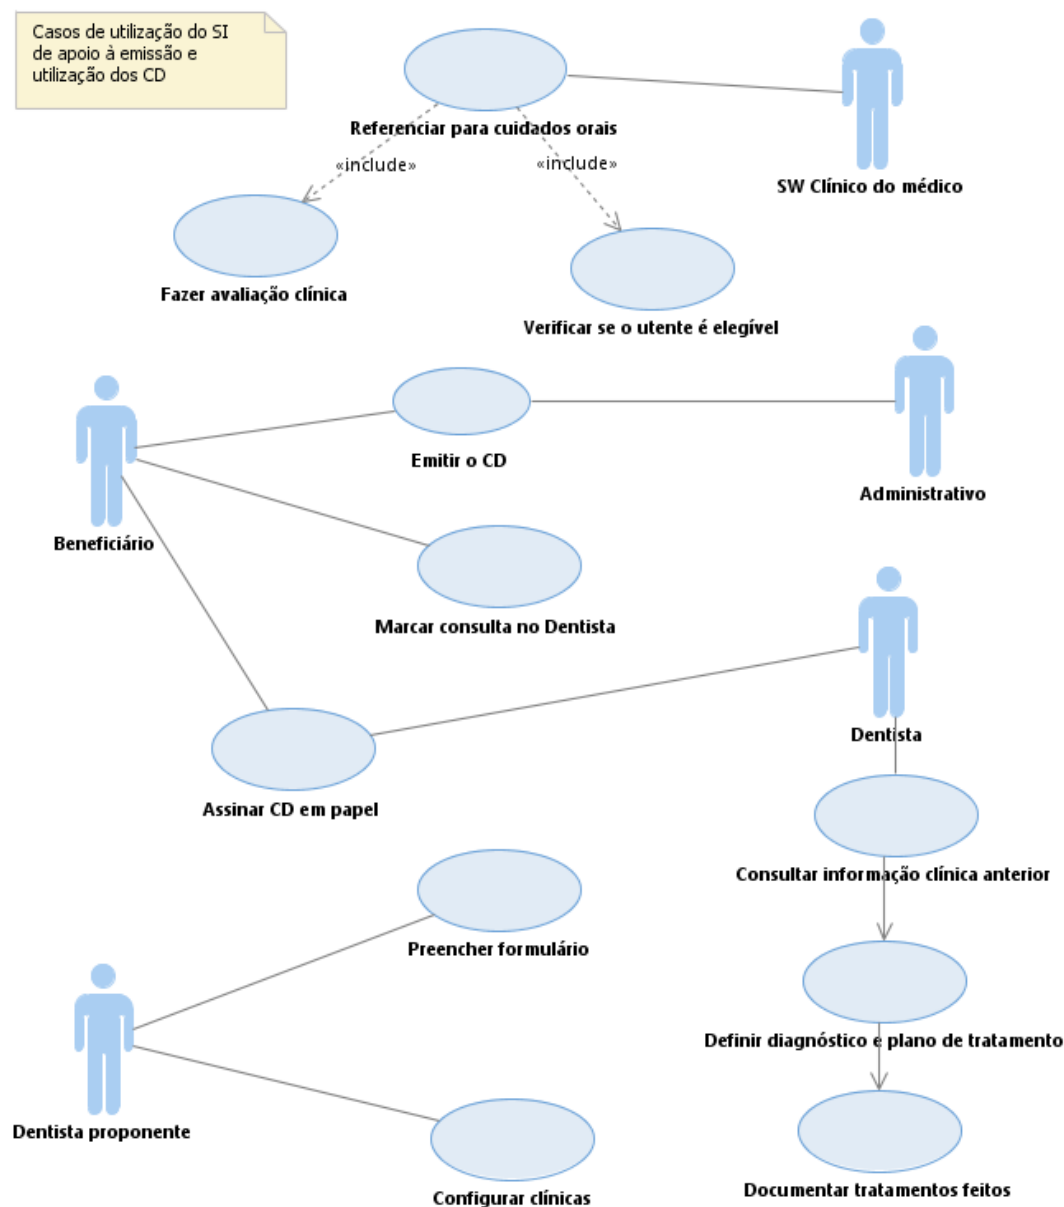 Casos de utilização do SI
de apoio à emissão e
utilização dos CD
Referenciar para cuidados orais
«include»
«include»
SW Clínico do médico
Fazer avaliação clínica
Verificar se o utente é elegível
Emitir o CD
Administrativo
Beneficiário
Marcar consulta no Dentista
Dentista
Assinar CD em papel
Consultar informação clínica anterior
Preencher formulário
Definir diagnóstico e plano de tratamento
Dentista proponente
Documentar tratamentos feitos
Configurar clínicas